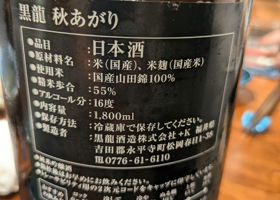 黒龍 秋あがり
●品目：日本酒
●原材料名：米（国産）、米麹（国産米）
●使用米：国産山田錦100%
●精米歩合：55%
●アルコール分：16度
●内容量：1,800ml
●保存方法：冷蔵庫で保存してください。
●製造者：黒龍酒造株式会社+K 福井県
吉田郡永平寺町松岡春日1-38
TEL 0776-61-6110